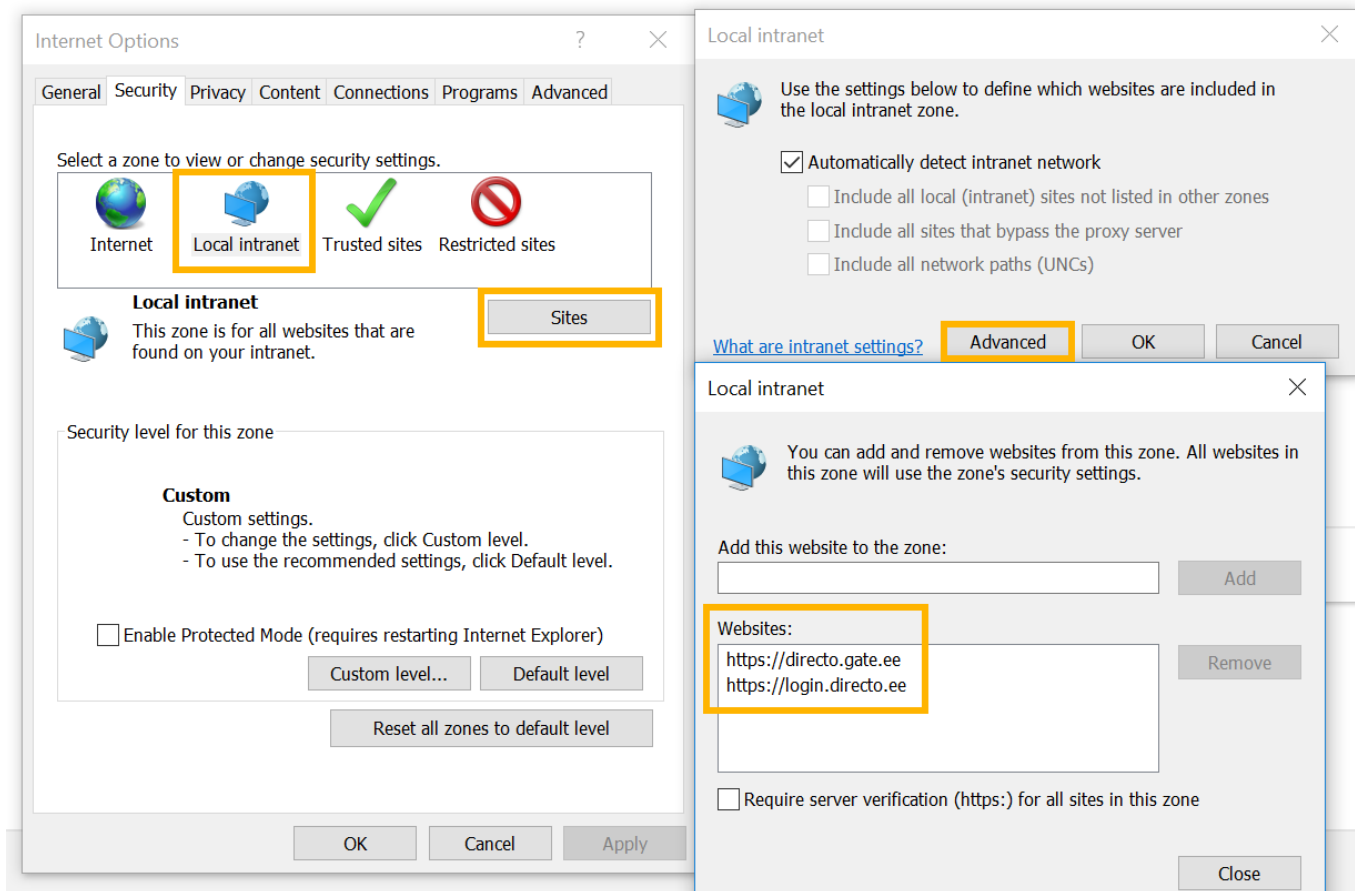 Internet Options
General Security Privacy Content Connections Programs Advanced
Select a zone to view or change security settings.
Internet Local intranet Trusted sites Restricted sites
Local intranet
Sites
This zone is for all websites that are
found on your intranet.
Security level for this zone
Custom
Custom settings.
- To change the settings, click Custom level.
- To use the recommended settings, click Default level.
Enable Protected Mode (requires restarting Internet Explorer)
Custom level... Default level
Reset all zones to default level
OK Cancel Apply
Local intranet
Use the settings below to define which websites are included in
the local intranet zone.
Automatically detect intranet network
Include all local (intranet) sites not listed in other zones
Include all sites that bypass the proxy server
Include all network paths (UNCs)
What are intranet settings? Advanced OK Cancel
Local intranet
You can add and remove websites from this zone. All websites in
this zone will use the zone's security settings.
Add this website to the zone:
Add
Websites:
https://directo.gate.ee
https://login.directo.ee
Remove
Require server verification (https:) for all sites in this zone
Close